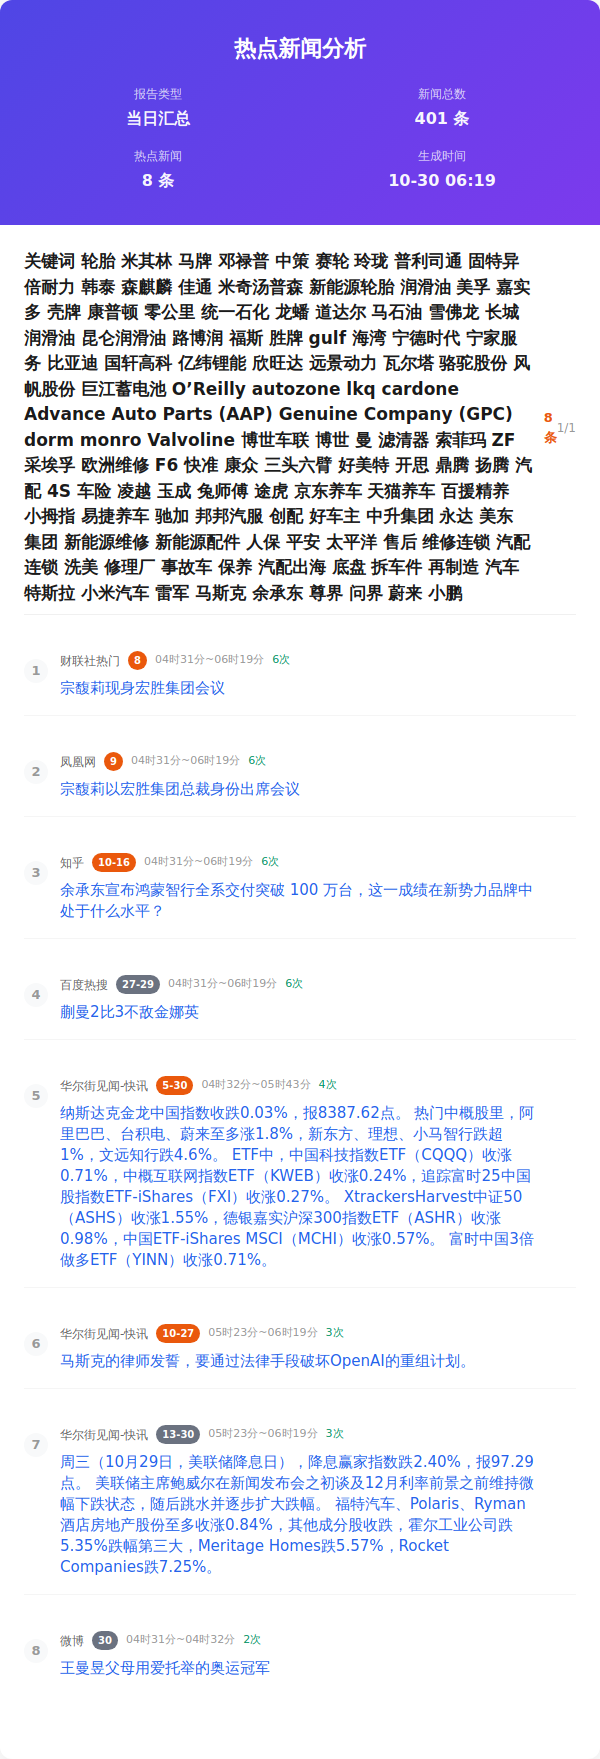 热点新闻分析
报告类型
当日汇总
新闻总数
401 条
热点新闻
8 条
生成时间
10-30 06:19
关键词 轮胎 米其林 马牌 邓禄普 中策 赛轮 玲珑 普利司通 固特异
倍耐力 韩泰 森麒麟 佳通 米奇汤普森 新能源轮胎 润滑油 美孚 嘉实
多 壳牌 康普顿 零公里 统一石化 龙蟠 道达尔 马石油 雪佛龙 长城
润滑油 昆仑润滑油 路博润 福斯 胜牌 gulf 海湾 宁德时代 宁家服
务 比亚迪 国轩高科 亿纬锂能 欣旺达 远景动力 瓦尔塔 骆驼股份 风
帆股份 巨江蓄电池 O’Reilly autozone lkq cardone
Advance Auto Parts (AAP) Genuine Company (GPC)
dorm monro Valvoline 博世车联 博世 曼 滤清器 索菲玛 ZF
采埃孚 欧洲维修 F6 快准 康众 三头六臂 好美特 开思 鼎腾 扬腾 汽
配 4S 车险 凌越 玉成 兔师傅 途虎 京东养车 天猫养车 百援精养
小拇指 易捷养车 驰加 邦邦汽服 创配 好车主 中升集团 永达 美东
集团 新能源维修 新能源配件 人保 平安 太平洋 售后 维修连锁 汽配
连锁 洗美 修理厂 事故车 保养 汽配出海 底盘 拆车件 再制造 汽车
特斯拉 小米汽车 雷军 马斯克 余承东 尊界 问界 蔚来 小鹏
8
条
1/1
1
财联社热门 8 04时31分~06时19分 6次
宗馥莉现身宏胜集团会议
2
凤凰网 9 04时31分~06时19分 6次
宗馥莉以宏胜集团总裁身份出席会议
3
知乎 10-16 04时31分~06时19分 6次
余承东宣布鸿蒙智行全系交付突破 100 万台，这一成绩在新势力品牌中
处于什么水平？
4
百度热搜 27-29 04时31分~06时19分 6次
蒯曼2比3不敌金娜英
5
华尔街见闻-快讯 5-30 04时32分~05时43分 4次
纳斯达克金龙中国指数收跌0.03%，报8387.62点。 热门中概股里，阿
里巴巴、台积电、蔚来至多涨1.8%，新东方、理想、小马智行跌超
1%，文远知行跌4.6%。 ETF中，中国科技指数ETF（CQQQ）收涨
0.71%，中概互联网指数ETF（KWEB）收涨0.24%，追踪富时25中国
股指数ETF-iShares（FXI）收涨0.27%。 XtrackersHarvest中证50
（ASHS）收涨1.55%，德银嘉实沪深300指数ETF（ASHR）收涨
0.98%，中国ETF-iShares MSCI（MCHI）收涨0.57%。 富时中国3倍
做多ETF（YINN）收涨0.71%。
6
华尔街见闻-快讯 10-27 05时23分~06时19分 3次
马斯克的律师发誓，要通过法律手段破坏OpenAI的重组计划。
7
华尔街见闻-快讯 13-30 05时23分~06时19分 3次
周三（10月29日，美联储降息日），降息赢家指数跌2.40%，报97.29
点。 美联储主席鲍威尔在新闻发布会之初谈及12月利率前景之前维持微
幅下跌状态，随后跳水并逐步扩大跌幅。 福特汽车、Polaris、Ryman
酒店房地产股份至多收涨0.84%，其他成分股收跌，霍尔工业公司跌
5.35%跌幅第三大，Meritage Homes跌5.57%，Rocket
Companies跌7.25%。
8
微博 30 04时31分~04时32分 2次
王曼昱父母用爱托举的奥运冠军